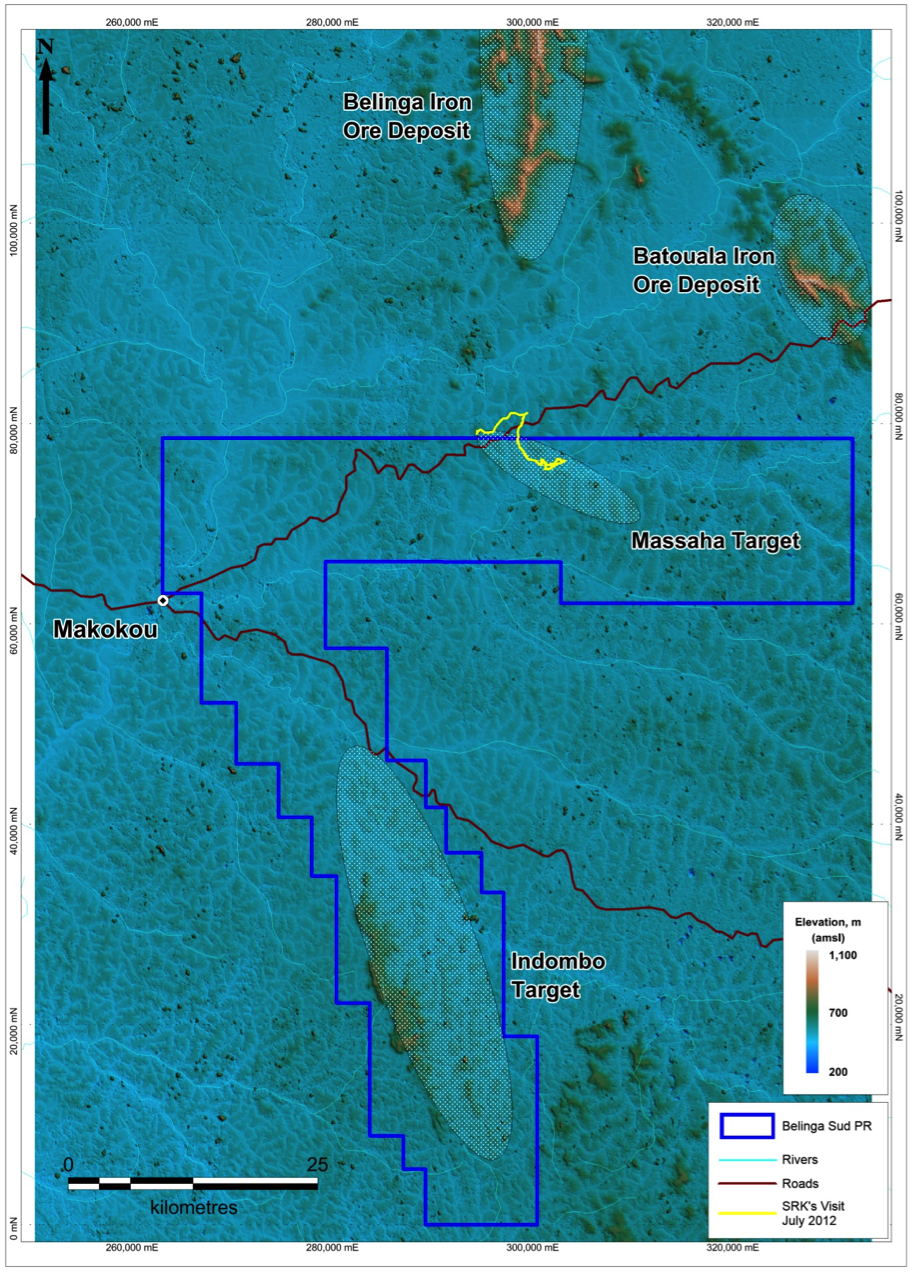 260,000 mE
280,000 mE
300,000 mE
320,000 mE
N
Belinga Iron
Ore Deposit
Batouala Iron
Ore Deposit
100,000 mN
100,000 mN
80,000 mN
80,000 mN
Massaha Target
Makokou
60,000 mN
60,000 mN
40,000 mN
40,000 mN
Indombo
Target
20,000 mN
20,000 mN
Elevation, m
(amsl)
1,100
700
200
Belinga Sud PR
Rivers
Roads
SRK's Visit
July 2012
0
25
kilometres
0 mN
0 mN
260,000 mE
280,000 mE
300,000 mE
320,000 mE